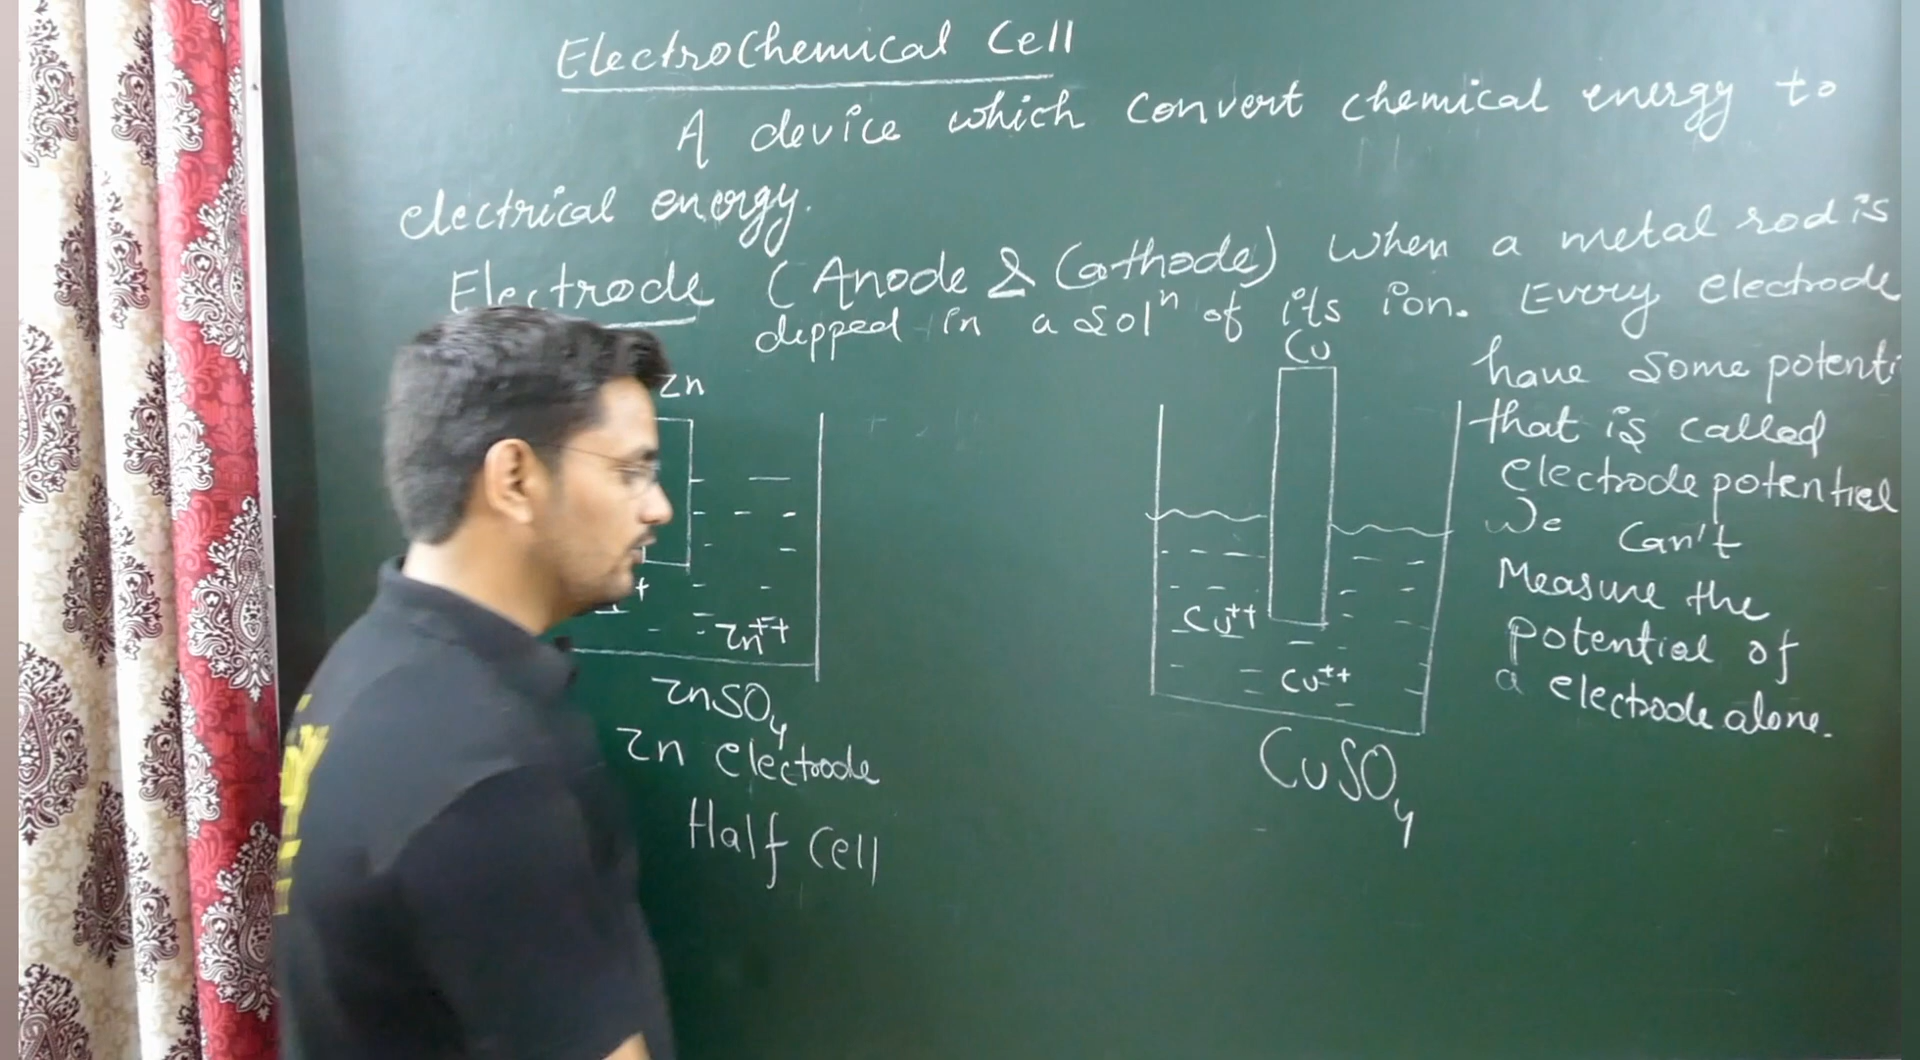 ElectroChemical Cell
A device which convert chemical energy to
electrical energy.
Electrode (Anode & Cathode) When a metal rod is
dipped in a Solⁿ of its ion. Every electrode
Cu
have some potenti
Zn
that is called
electrode potential
We Can't
Measure the
Cu++
Zn++
potential of
Cu++
a electrode alone.
ZnSO₄
Zn electrode
CuSO₄
Half Cell